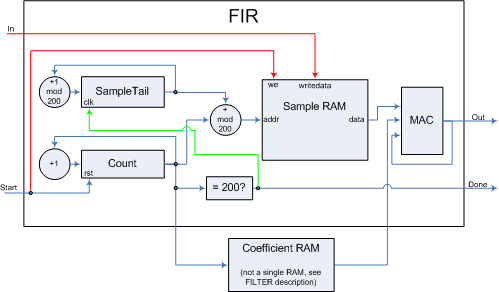 FIR
In
+1
mod
200
SampleTail
clk
+
mod
200
we
writedata
Sample RAM
addr
data
MAC
Out
+1
Count
rst
Start
= 200?
Done
Coefficient RAM
(not a single RAM, see
FILTER description)